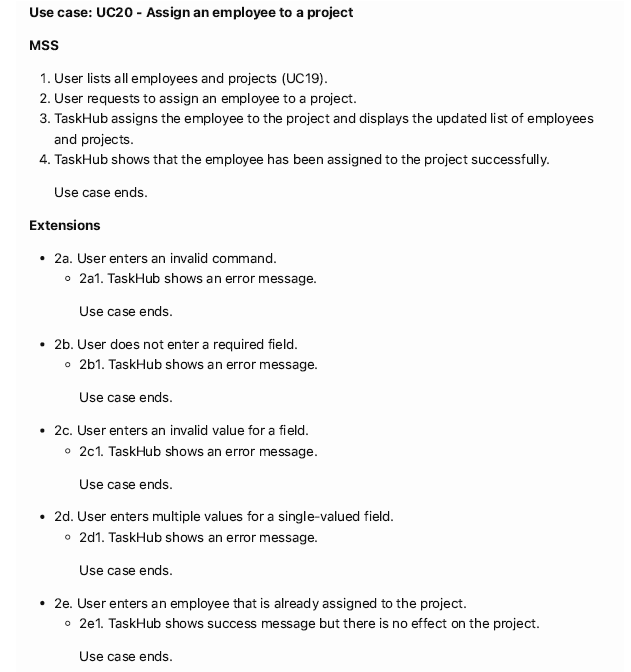 Use case: UC20 - Assign an employee to a project
MSS
1. User lists all employees and projects (UC19).
2. User requests to assign an employee to a project.
3. TaskHub assigns the employee to the project and displays the updated list of employees
and projects.
4. TaskHub shows that the employee has been assigned to the project successfully.
Use case ends.
Extensions
• 2a. User enters an invalid command.
◦ 2a1. TaskHub shows an error message.
Use case ends.
• 2b. User does not enter a required field.
◦ 2b1. TaskHub shows an error message.
Use case ends.
• 2c. User enters an invalid value for a field.
◦ 2c1. TaskHub shows an error message.
Use case ends.
• 2d. User enters multiple values for a single-valued field.
◦ 2d1. TaskHub shows an error message.
Use case ends.
• 2e. User enters an employee that is already assigned to the project.
◦ 2e1. TaskHub shows success message but there is no effect on the project.
Use case ends.